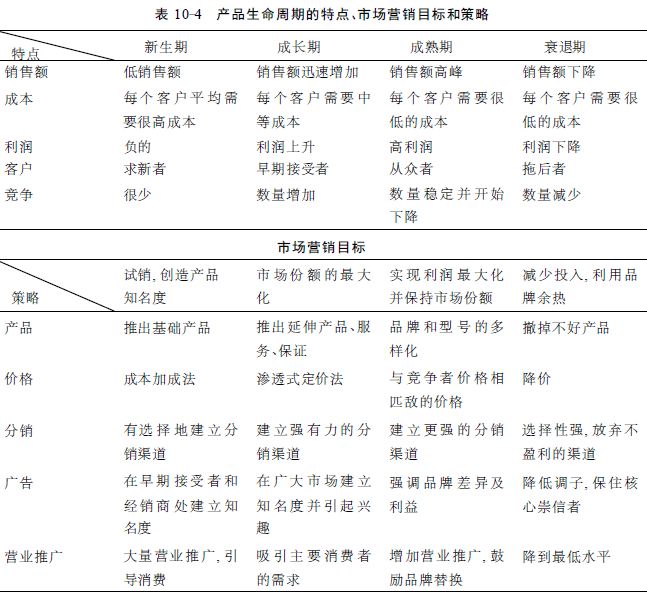 表 10-4 产品生命周期的特点、市场营销目标和策略
特点 新生期 成长期 成熟期 衰退期
销售额 低销售额 销售额迅速增加 销售额高峰 销售额下降
成本 每个客户平均需 每个客户需要中 每个客户需要很 每个客户需要很
要很高成本 等成本 低的成本 低的成本
利润 负的 利润上升 高利润 利润下降
客户 求新者 早期接受者 从众者 拖后者
竞争 很少 数量增加 数量稳定并开始 数量减少
下降
市场营销目标
试销,创造产品 市场份额的最大 实现利润最大化 减少投入,利用品
策略 知名度 化 并保持市场份额 牌余热
产品 推出基础产品 推出延伸产品、服 品牌和型号的多 撤掉不好产品
务、保证 样化
价格 成本加成法 渗透式定价法 与竞争者价格相 降价
匹敌的价格
分销 有选择地建立分 建立强有力的分 建立更强的分销 选择性强,放弃不
销渠道 销渠道 渠道 盈利的渠道
广告 在早期接受者和 在广大市场建立 强调品牌差异及 降低调子,保住核
经销商处建立知 知名度并引起兴 利益 心崇信者
名度 趣
营业推广 大量营业推广,引 吸引主要消费者 增加营业推广,鼓 降到最低水平
导消费 的需求 励品牌替换